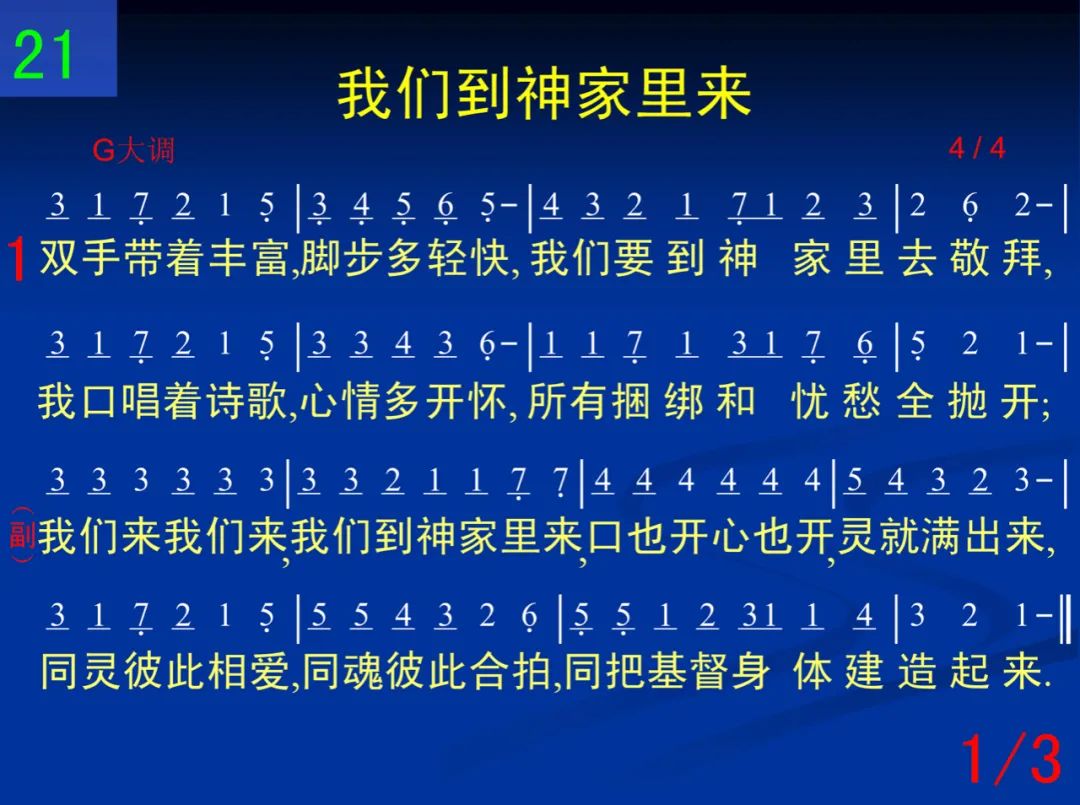 21
我们到神家里来
G大调 4 / 4
3 1 7̣ 2 1 5̣ |3̣ 4̣ 5̣ 6̣ 5̣- |4 3 2 1 7̣ 1 2 3 |2 6̣ 2- |
1 双手带着丰富,脚步多轻快, 我们要到神 家里去敬拜,
3 1 7̣ 2 1 5̣ |3 3 4 3 6̣- |1 1 7̣ 1 3 1 7̣ 6̣ |5̣ 2 1- |
我口唱着诗歌,心情多开怀, 所有捆绑和 忧愁全抛开;
3 3 3 3 3 3 |3 3 2 1 1 7̣ 7̣ |4 4 4 4 4 4 |5 4 3 2 3- |
（副） 我们来我们来,我们到神家里来,口也开心也开,灵就满出来,
3 1 7̣ 2 1 5̣ |5 5 4 3 2 6̣ |5̣ 5̣ 1 2 3 1 1 4 |3 2 1- ‖
同灵彼此相爱,同魂彼此合拍,同把基督身 体建造起来.
1/3